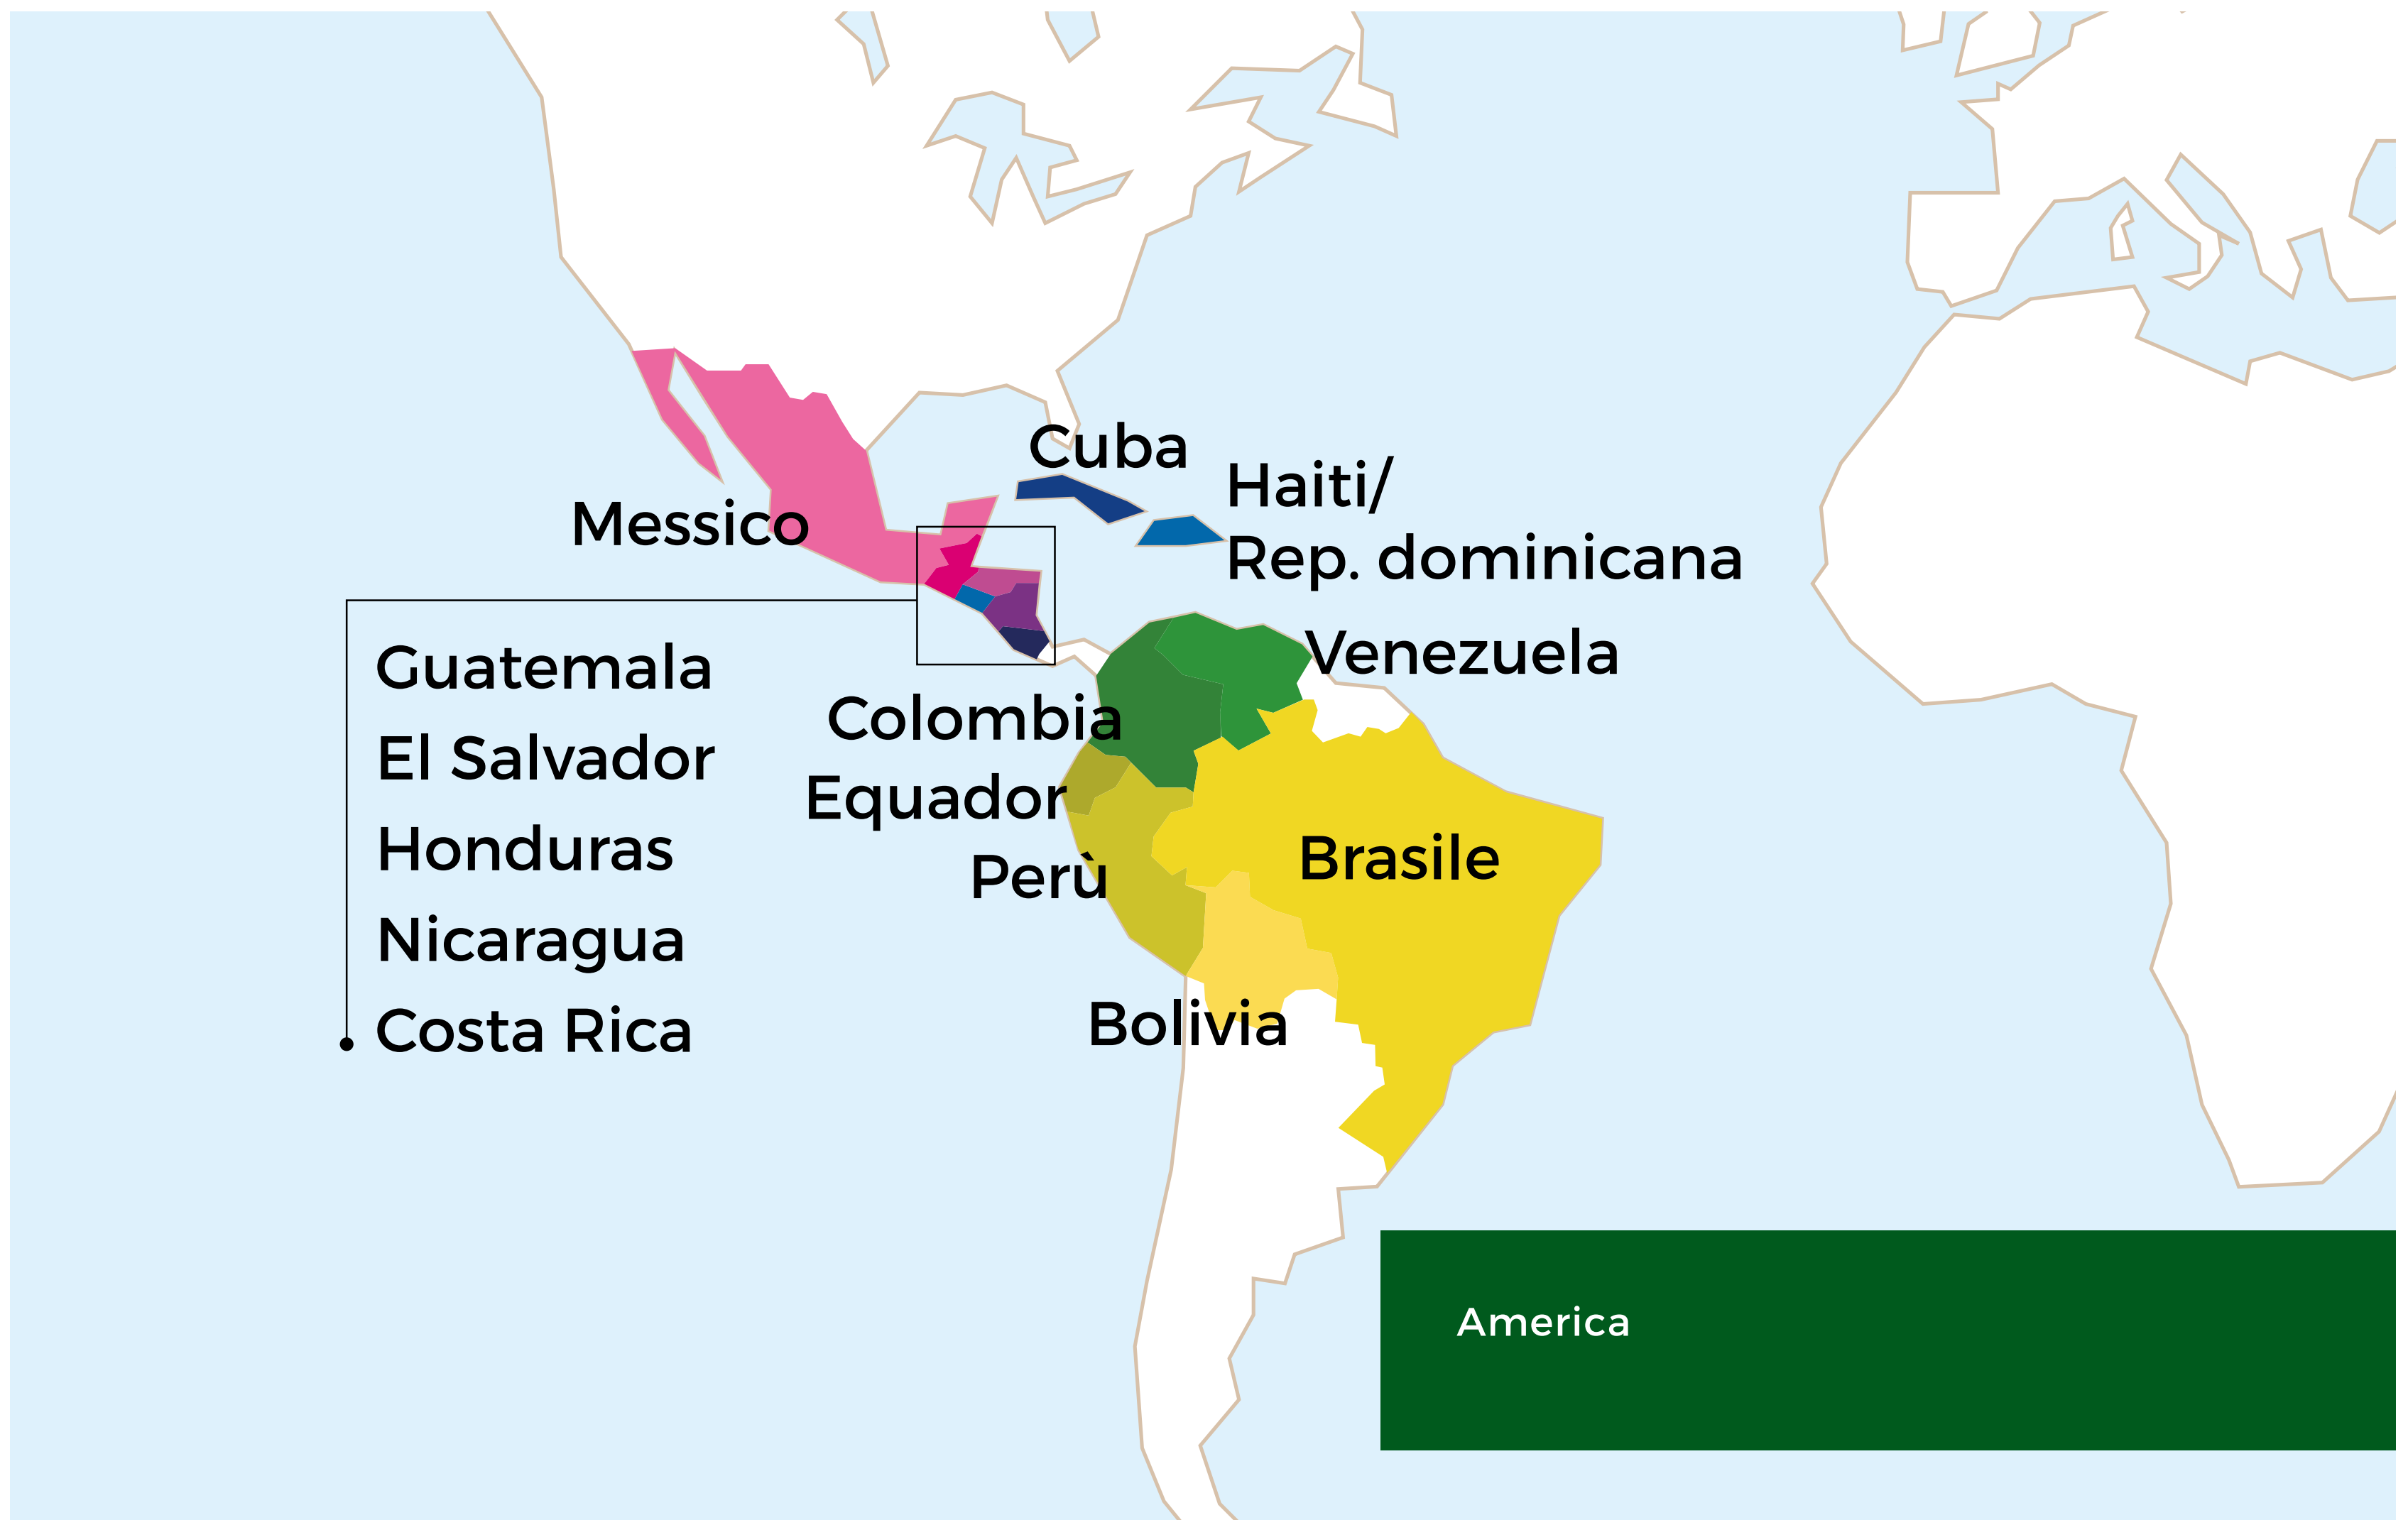 Cuba
Haiti/
Rep. dominicana
Messico
Venezuela
Guatemala
El Salvador
Honduras
Nicaragua
Costa Rica
Colombia
Equador
Perù
Brasile
Bolivia
America